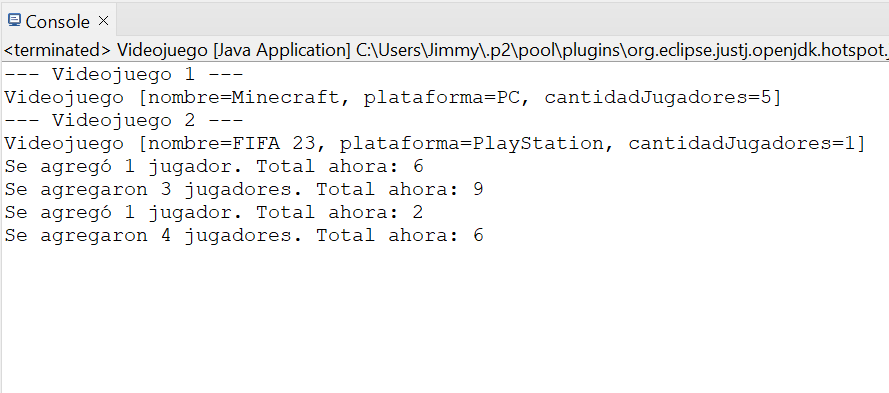 Console
<terminated> Videojuego [Java Application] C:\Users\Jimmy\.p2\pool\plugins\org.eclipse.justj.openjdk.hotspot.
--- Videojuego 1 ---
Videojuego [nombre=Minecraft, plataforma=PC, cantidadJugadores=5]
--- Videojuego 2 ---
Videojuego [nombre=FIFA 23, plataforma=PlayStation, cantidadJugadores=1]
Se agregó 1 jugador. Total ahora: 6
Se agregaron 3 jugadores. Total ahora: 9
Se agregó 1 jugador. Total ahora: 2
Se agregaron 4 jugadores. Total ahora: 6